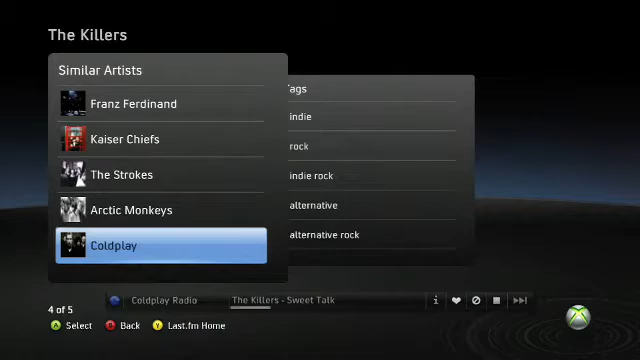 The Killers
Similar Artists
Franz Ferdinand
Kaiser Chiefs
The Strokes
Arctic Monkeys
Coldplay
Tags
indie
rock
indie rock
alternative
alternative rock
Coldplay Radio
The Killers - Sweet Talk
4 of 5
A Select
B Back
Y Last.fm Home